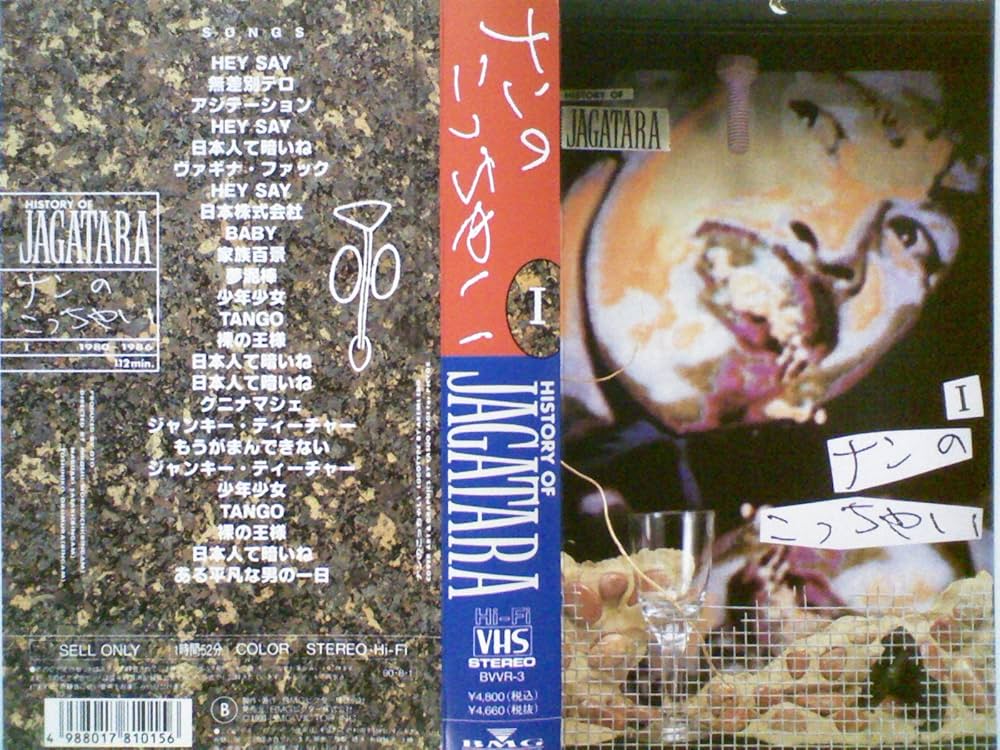 SONGS
HEY SAY
無差別テロ
アジテーション
HEY SAY
日本人て暗いね
ヴァギナ・ファック
HEY SAY
日本株式会社
BABY
家族百景
夢泥棒
少年少女
TANGO
裸の王様
日本人て暗いね
日本人て暗いね
クニナマシェ
ジャンキー・ティーチャー
もうがまんできない
ジャンキー・ティーチャー
少年少女
TANGO
裸の王様
日本人て暗いね
ある平凡な男の一日
HISTORY OF
JAGATARA
ナンの
こっちゃい
I 1980-1986
112min.
SELL ONLY 1時間52分 COLOR STEREO-Hi-Fi
90・8・1
4 988017 810156
B
ナンの
こっちゃい
I
HISTORY OF
JAGATARA
Hi-Fi
VHS
STEREO
BVVR-3
¥4,800(税込)
¥4,660(税抜)
BMG
HISTORY OF
JAGATARA
I
ナンの
こっちゃい